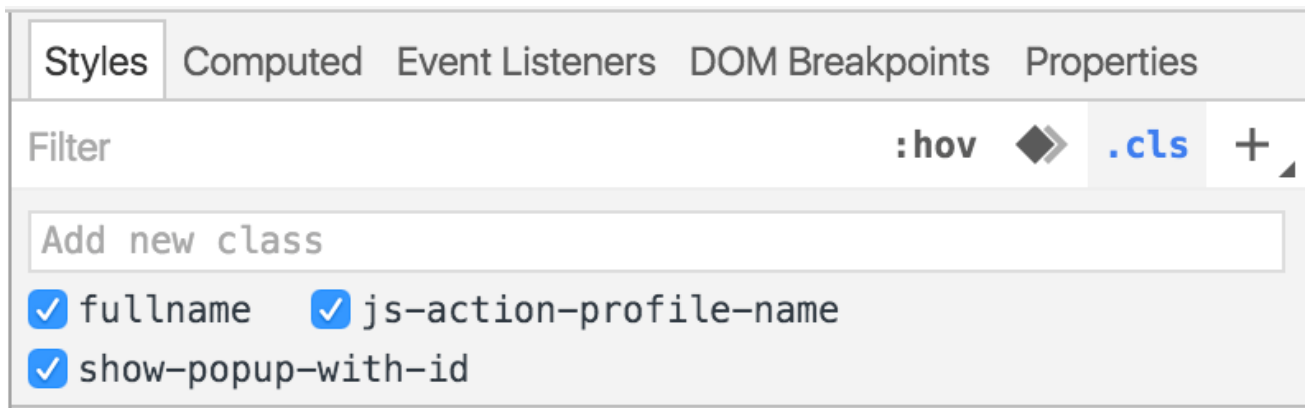 Styles Computed Event Listeners DOM Breakpoints Properties
Filter :hov .cls +
Add new class
fullname js-action-profile-name
show-popup-with-id